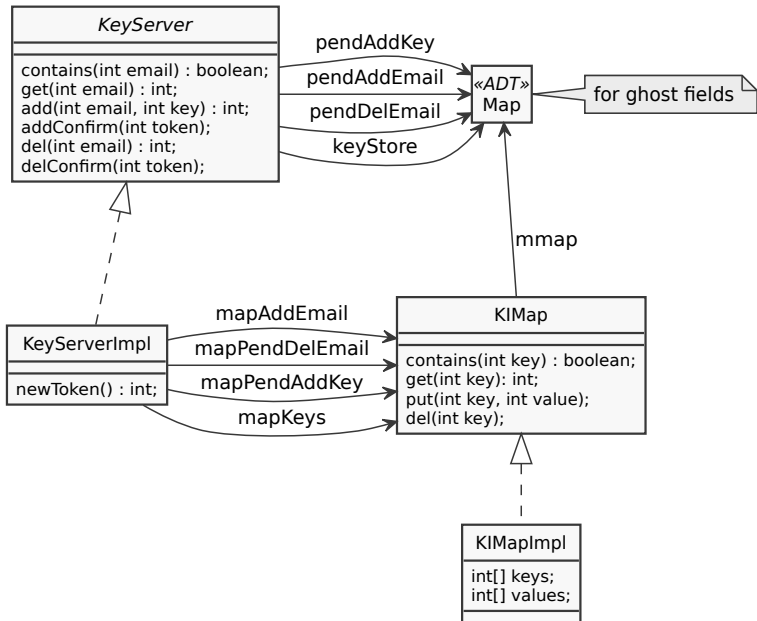 KeyServer
contains(int email) : boolean;
get(int email) : int;
add(int email, int key) : int;
addConfirm(int token);
del(int email) : int;
delConfirm(int token);
pendAddKey
pendAddEmail
pendDelEmail
keyStore
«ADT»
Map
for ghost fields
mmap
KeyServerImpl
newToken() : int;
mapAddEmail
mapPendDelEmail
mapPendAddKey
mapKeys
KIMap
contains(int key) : boolean;
get(int key): int;
put(int key, int value);
del(int key);
KIMapImpl
int[] keys;
int[] values;